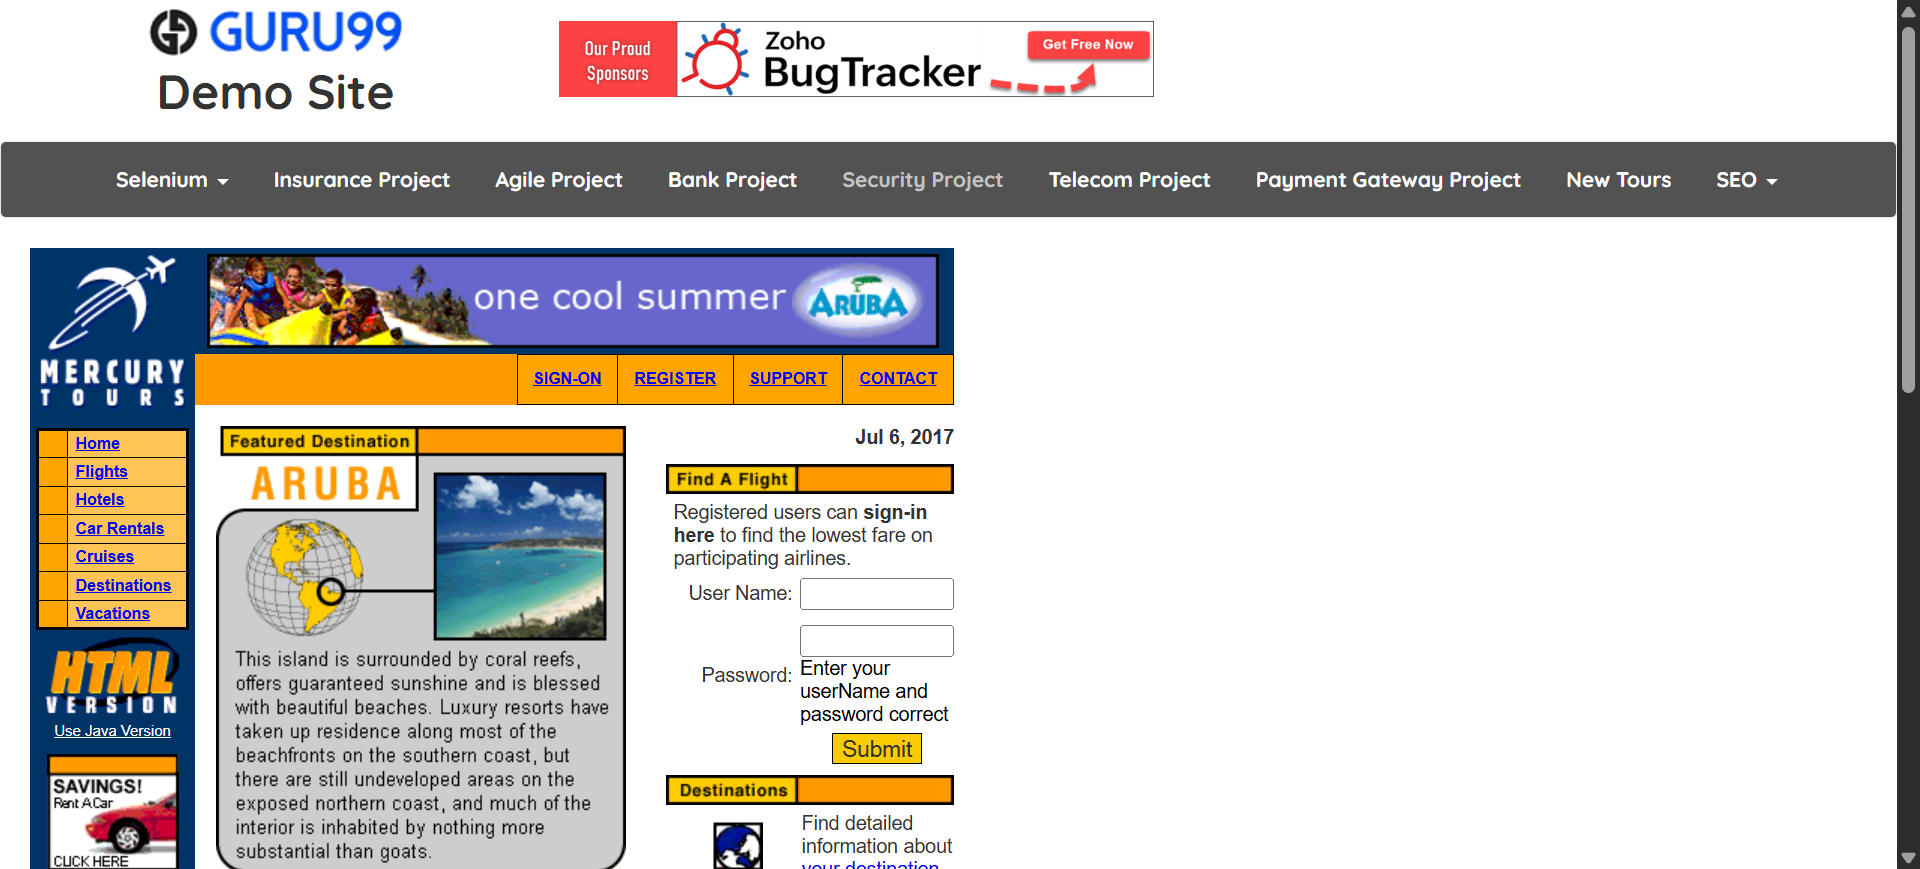 GURU99
Demo Site
Our Proud
Sponsors
Zoho
BugTracker
Get Free Now
Selenium
Insurance Project
Agile Project
Bank Project
Security Project
Telecom Project
Payment Gateway Project
New Tours
SEO
MERCURY
TOURS
one cool summer
ARUBA
SIGN-ON
REGISTER
SUPPORT
CONTACT
Home
Flights
Hotels
Car Rentals
Cruises
Destinations
Vacations
HTML
VERSION
Use Java Version
SAVINGS!
Rent A Car
CLICK HERE
Featured Destination
ARUBA
This island is surrounded by coral reefs,
offers guaranteed sunshine and is blessed
with beautiful beaches. Luxury resorts have
taken up residence along most of the
beachfronts on the southern coast, but
there are still undeveloped areas on the
exposed northern coast, and much of the
interior is inhabited by nothing more
substantial than goats.
Jul 6, 2017
Find A Flight
Registered users can sign-in
here to find the lowest fare on
participating airlines.
User Name:
Password:
Enter your
userName and
password correct
Submit
Destinations
Find detailed
information about
your destination